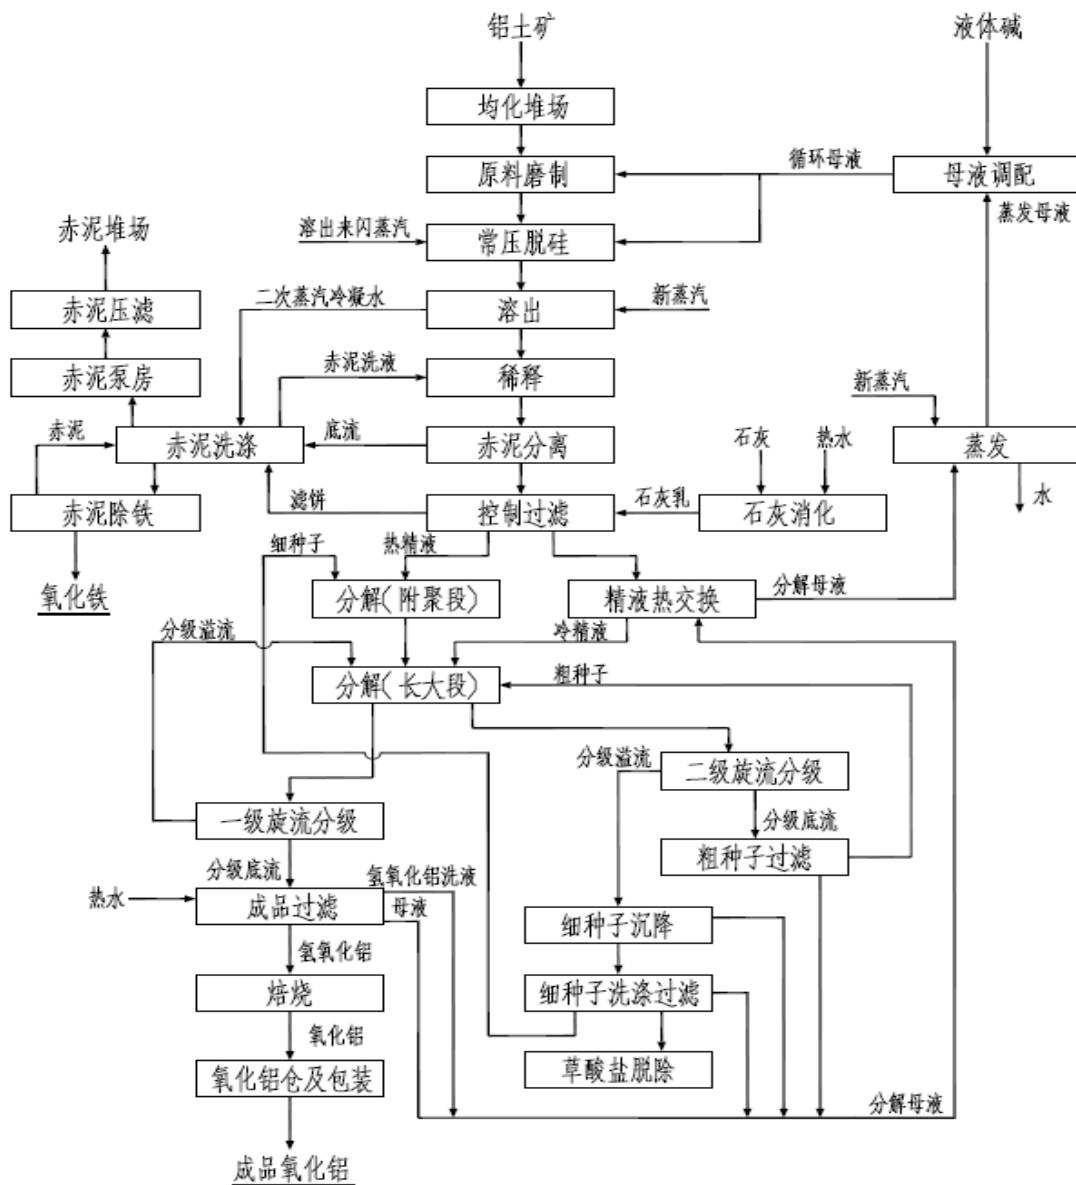 铝土矿
液体碱
均化堆场
循环母液
原料磨制
母液调配
蒸发母液
赤泥堆场
溶出来闪蒸汽
常压脱硅
二次蒸汽冷凝水
新蒸汽
赤泥压滤
溶出
赤泥洗液
赤泥泵房
稀释
新蒸汽
赤泥
底流
石灰
热水
赤泥洗涤
赤泥分离
蒸发
滤饼
石灰乳
水
赤泥除铁
控制过滤
石灰消化
细种子
热精液
氧化铁
分解(附聚段)
精液热交换
分解母液
分级溢流
冷精液
粗种子
分解(长大段)
分级溢流
二级旋流分级
一级旋流分级
分级底流
粗种子过滤
分级底流
氢氧化铝洗液
热水
成品过滤
母液
细种子沉降
氢氧化铝
焙烧
细种子洗涤过滤
氧化铝
氧化铝仓及包装
草酸盐脱除
分解母液
成品氧化铝